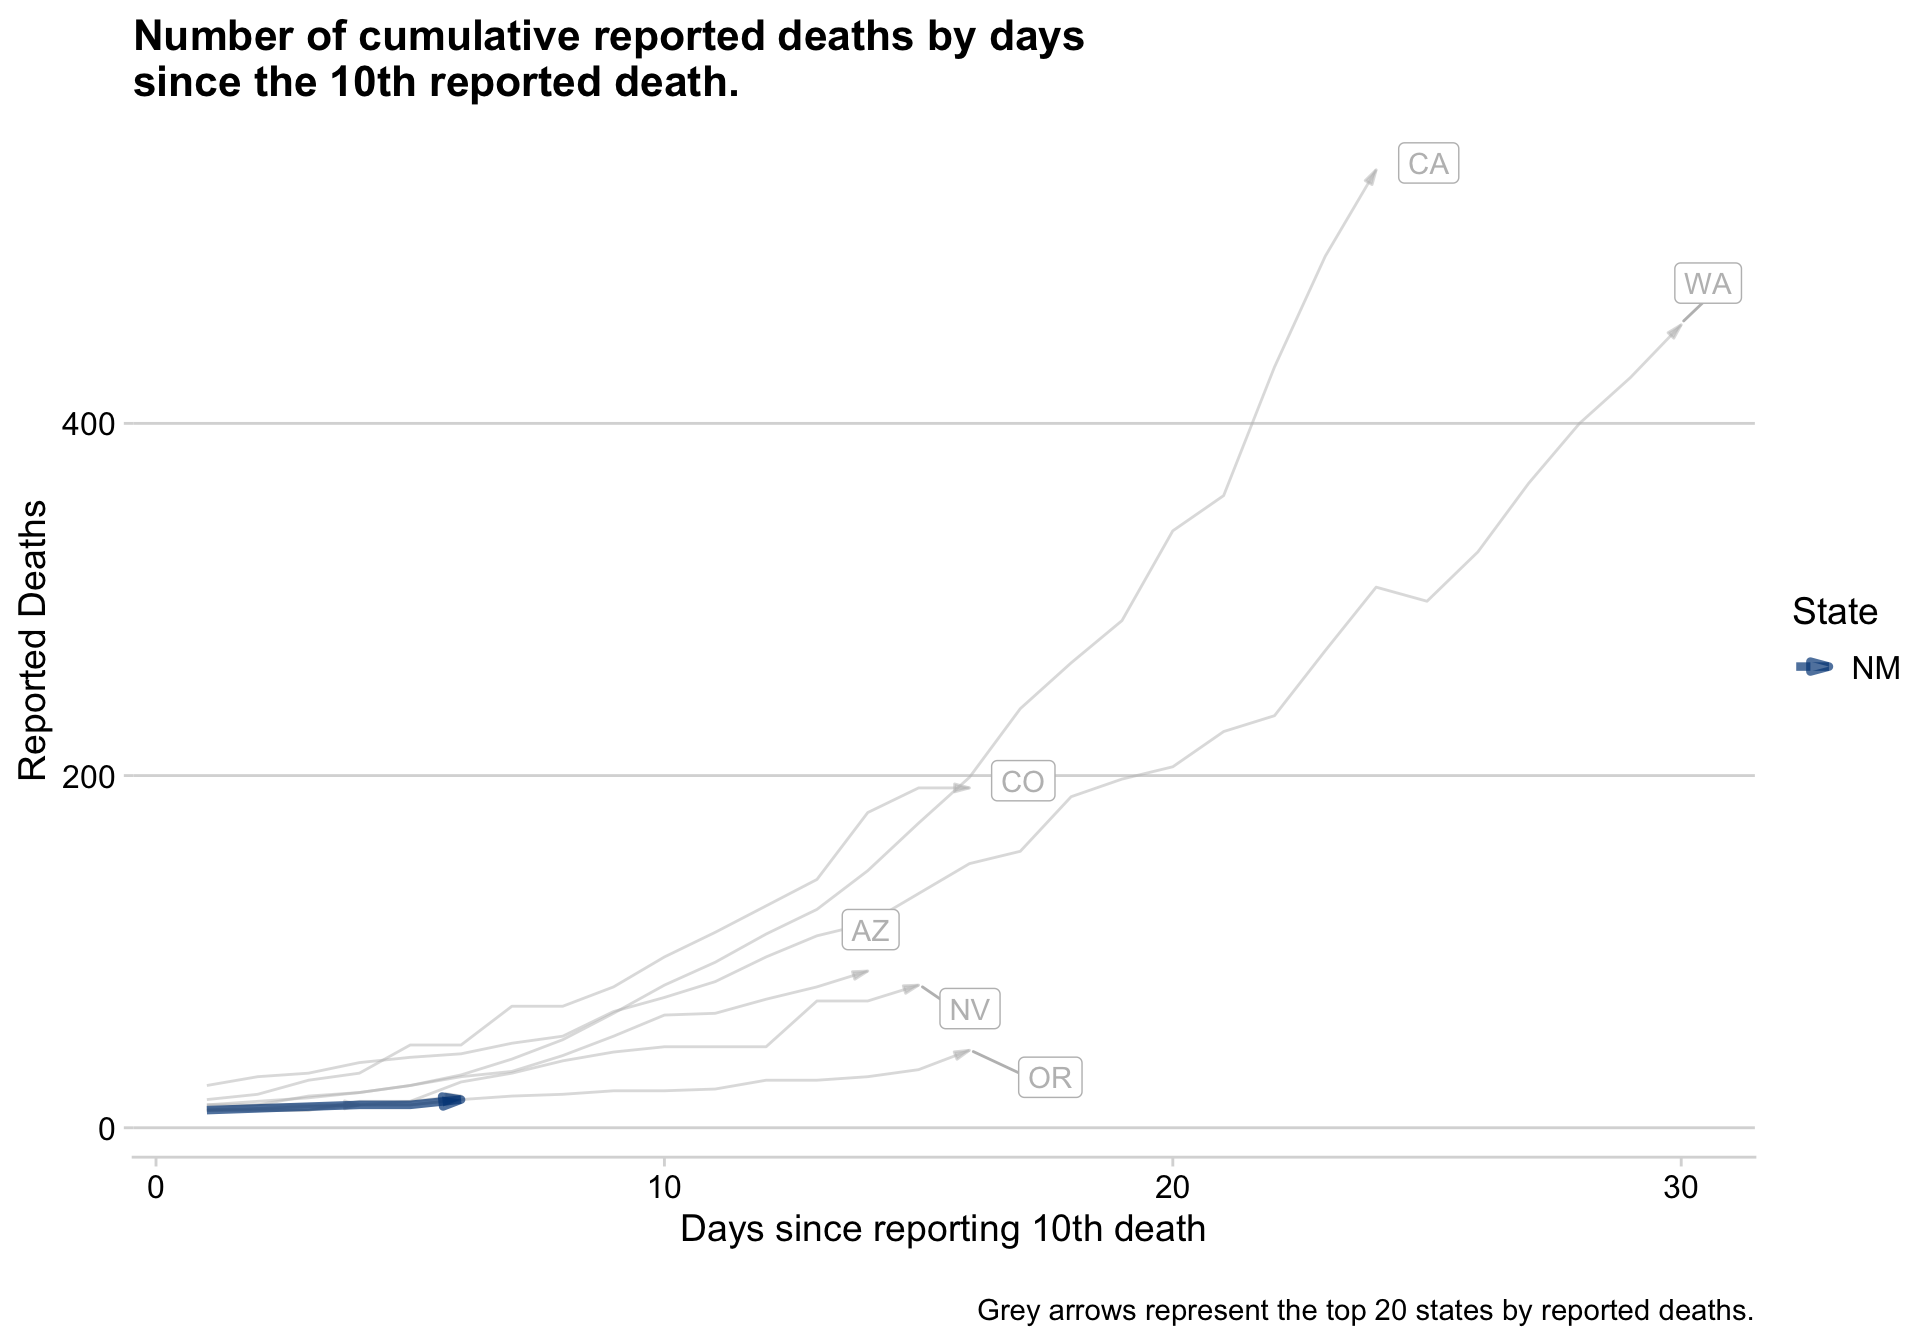 Number of cumulative reported deaths by days
since the 10th reported death.
CA
WA
400
Reported Deaths
State
NM
CO
200
AZ
NV
OR
0
0 10 20 30
Days since reporting 10th death
Grey arrows represent the top 20 states by reported deaths.